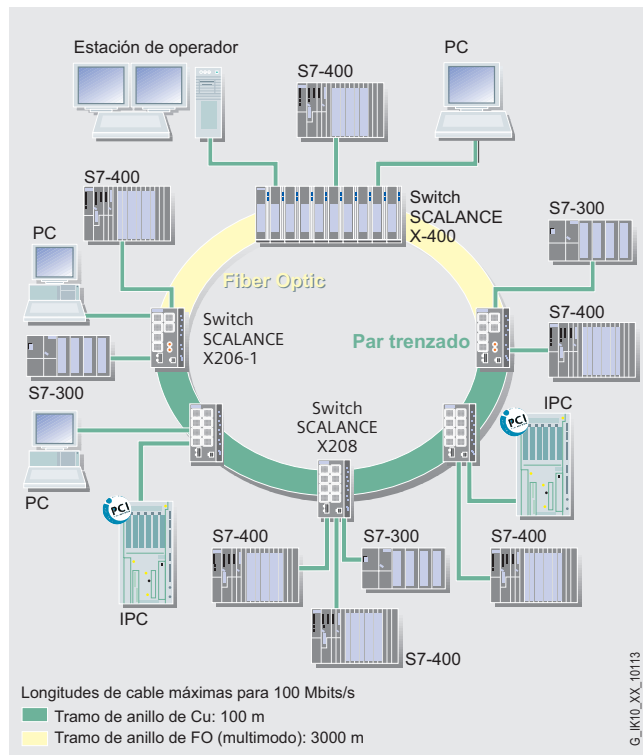 Estación de operador
PC
S7-400
S7-400
Switch
SCALANCE
X-400
S7-300
PC
Fiber Optic
Switch
SCALANCE
X206-1
Par trenzado
S7-400
S7-300
Switch
SCALANCE
X208
IPC
PCI
PC
PCI
S7-400
S7-300
S7-400
IPC
S7-400
Longitudes de cable máximas para 100 Mbits/s
Tramo de anillo de Cu: 100 m
Tramo de anillo de FO (multimodo): 3000 m
G_IK10_XX_10113